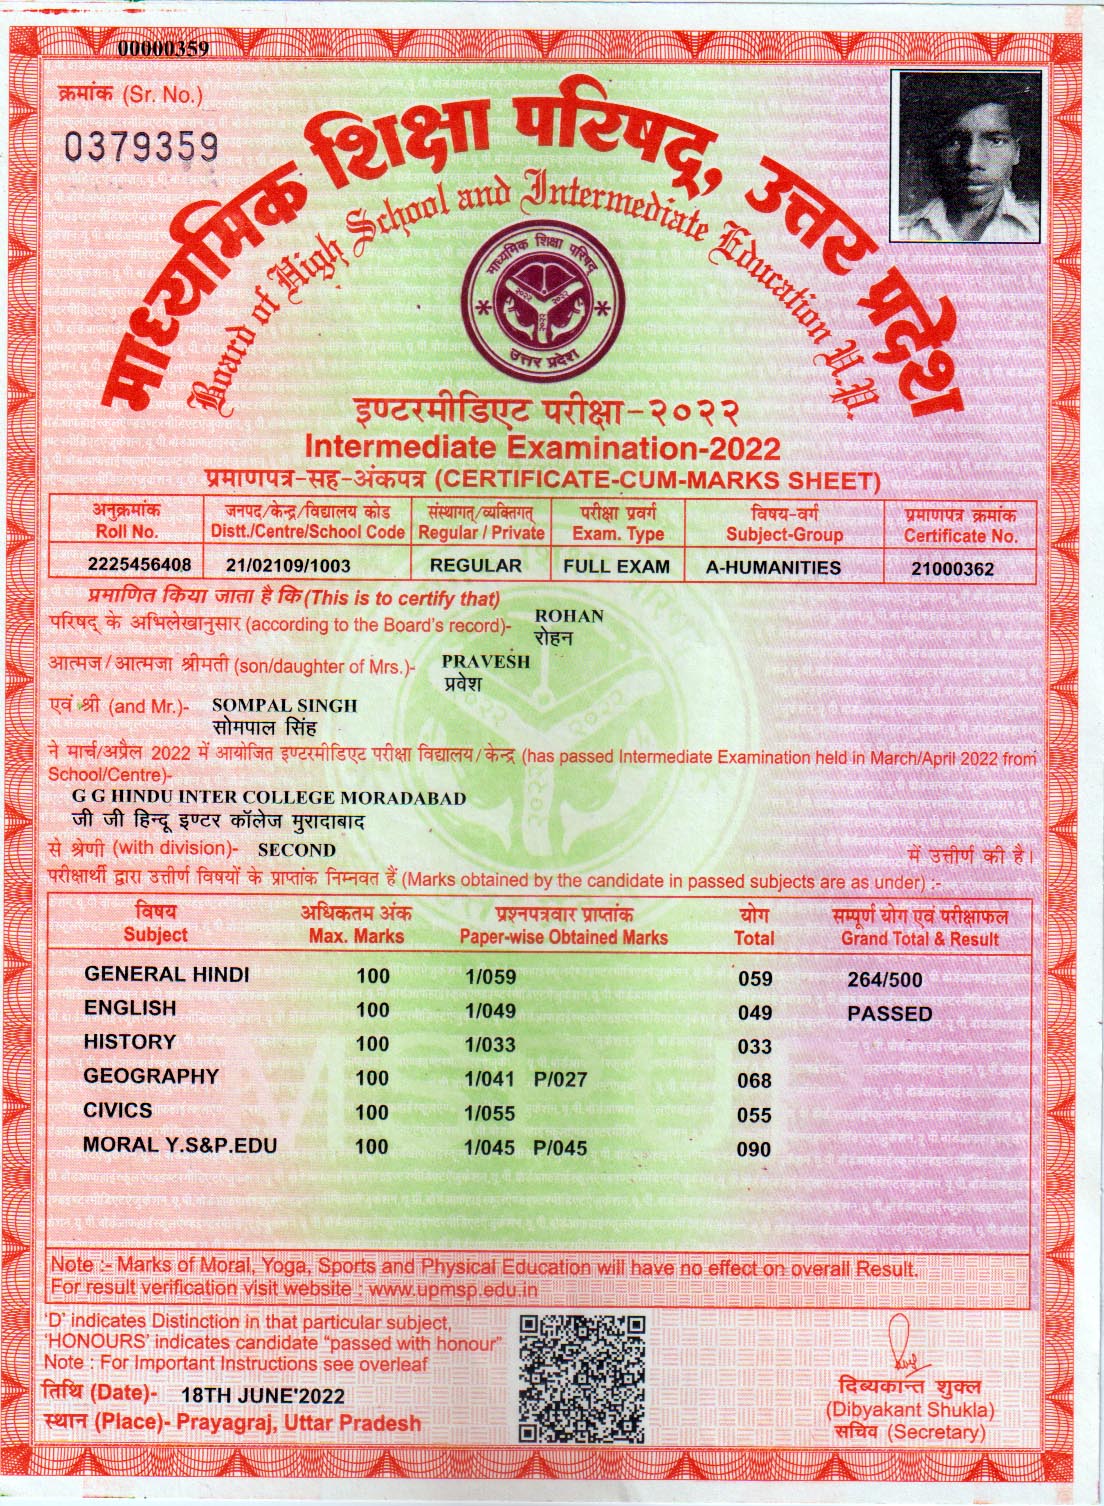 00000359
क्रमांक (Sr. No.)
0379359
माध्यमिक शिक्षा परिषद्, उत्तर प्रदेश
Board of High School and Intermediate Education U.P.
माध्यमिक शिक्षा परिषद्
२०२२ २०२२
२०२२
उत्तर प्रदेश
इण्टरमीडिएट परीक्षा-२०२२
Intermediate Examination-2022
प्रमाणपत्र-सह-अंकपत्र (CERTIFICATE-CUM-MARKS SHEET)
अनुक्रमांक जनपद/केन्द्र/विद्यालय कोड संस्थागत्/व्यक्तिगत् परीक्षा प्रवर्ग विषय-वर्ग प्रमाणपत्र क्रमांक
Roll No. Distt./Centre/School Code Regular / Private Exam. Type Subject-Group Certificate No.
2225456408 21/02109/1003 REGULAR FULL EXAM A-HUMANITIES 21000362
प्रमाणित किया जाता है कि (This is to certify that)
परिषद् के अभिलेखानुसार (according to the Board's record)- ROHAN
रोहन
आत्मज/आत्मजा श्रीमती (son/daughter of Mrs.)- PRAVESH
प्रवेश
एवं श्री (and Mr.)- SOMPAL SINGH
सोमपाल सिंह
ने मार्च/अप्रैल 2022 में आयोजित इण्टरमीडिएट परीक्षा विद्यालय/केन्द्र (has passed Intermediate Examination held in March/April 2022 from
School/Centre)-
G G HINDU INTER COLLEGE MORADABAD
जी जी हिन्दू इण्टर कॉलेज मुरादाबाद
से श्रेणी (with division)- SECOND में उत्तीर्ण की है।
परीक्षार्थी द्वारा उत्तीर्ण विषयों के प्राप्तांक निम्नवत हैं (Marks obtained by the candidate in passed subjects are as under) :-
विषय अधिकतम अंक प्रश्नपत्रवार प्राप्तांक योग सम्पूर्ण योग एवं परीक्षाफल
Subject Max. Marks Paper-wise Obtained Marks Total Grand Total & Result
GENERAL HINDI 100 1/059 059 264/500
ENGLISH 100 1/049 049 PASSED
HISTORY 100 1/033 033
GEOGRAPHY 100 1/041 P/027 068
CIVICS 100 1/055 055
MORAL Y.S&P.EDU 100 1/045 P/045 090
Note :- Marks of Moral, Yoga, Sports and Physical Education will have no effect on overall Result.
For result verification visit website : www.upmsp.edu.in
'D' indicates Distinction in that particular subject,
'HONOURS' indicates candidate "passed with honour"
Note : For Important Instructions see overleaf
तिथि (Date)- 18TH JUNE'2022
स्थान (Place)- Prayagraj, Uttar Pradesh
दिब्यकान्त शुक्ल
(Dibyakant Shukla)
सचिव (Secretary)